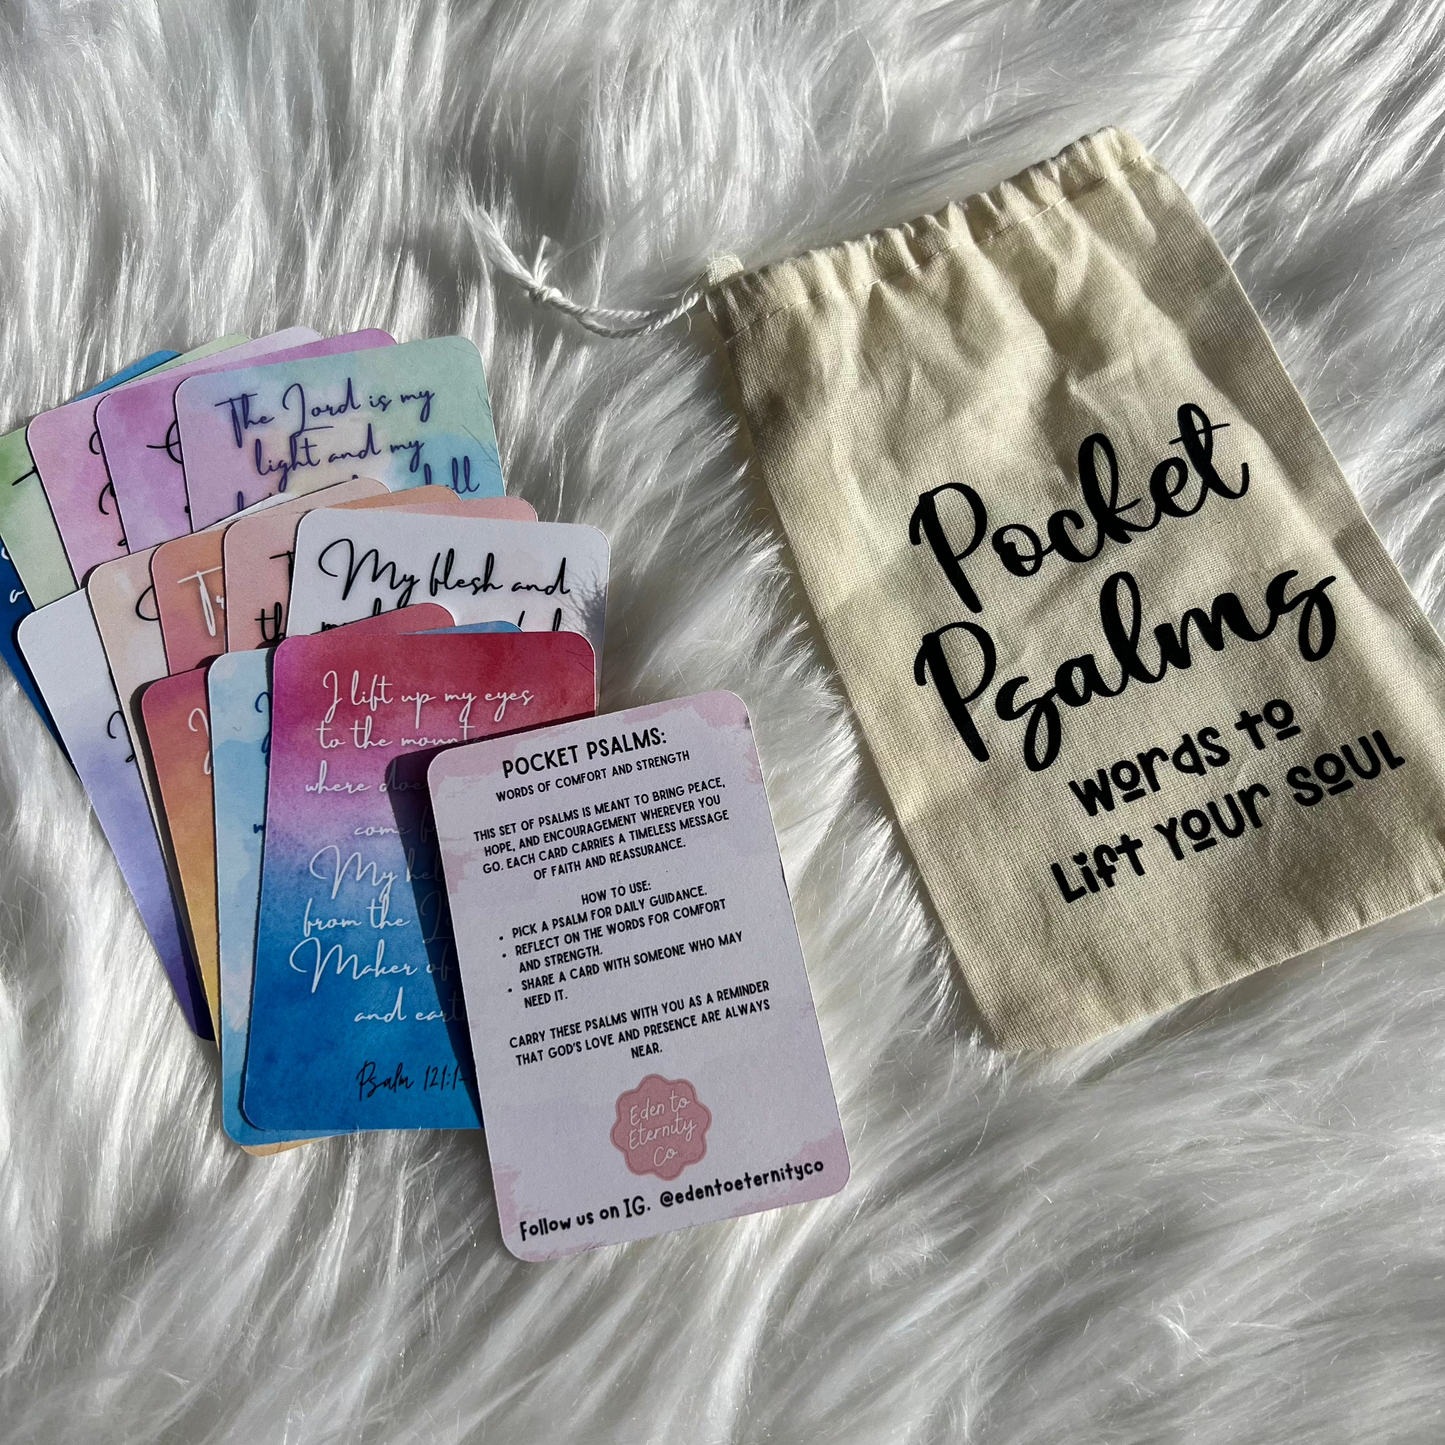 The Lord is my
light and my
My flesh and
I lift up my eyes
to the
where
come
My
from the
Maker of
and
Psalm 121:1-
POCKET PSALMS:
WORDS OF COMFORT AND STRENGTH
THIS SET OF PSALMS IS MEANT TO BRING PEACE,
HOPE, AND ENCOURAGEMENT WHEREVER YOU
GO. EACH CARD CARRIES A TIMELESS MESSAGE
OF FAITH AND REASSURANCE.
HOW TO USE:
• PICK A PSALM FOR DAILY GUIDANCE.
• REFLECT ON THE WORDS FOR COMFORT
AND STRENGTH.
• SHARE A CARD WITH SOMEONE WHO MAY
NEED IT.
CARRY THESE PSALMS WITH YOU AS A REMINDER
THAT GOD'S LOVE AND PRESENCE ARE ALWAYS
NEAR.
Eden to
Eternity
Co
Follow us on IG. @edentoeternityco
Pocket
Psalms
Words to
Lift Your Soul